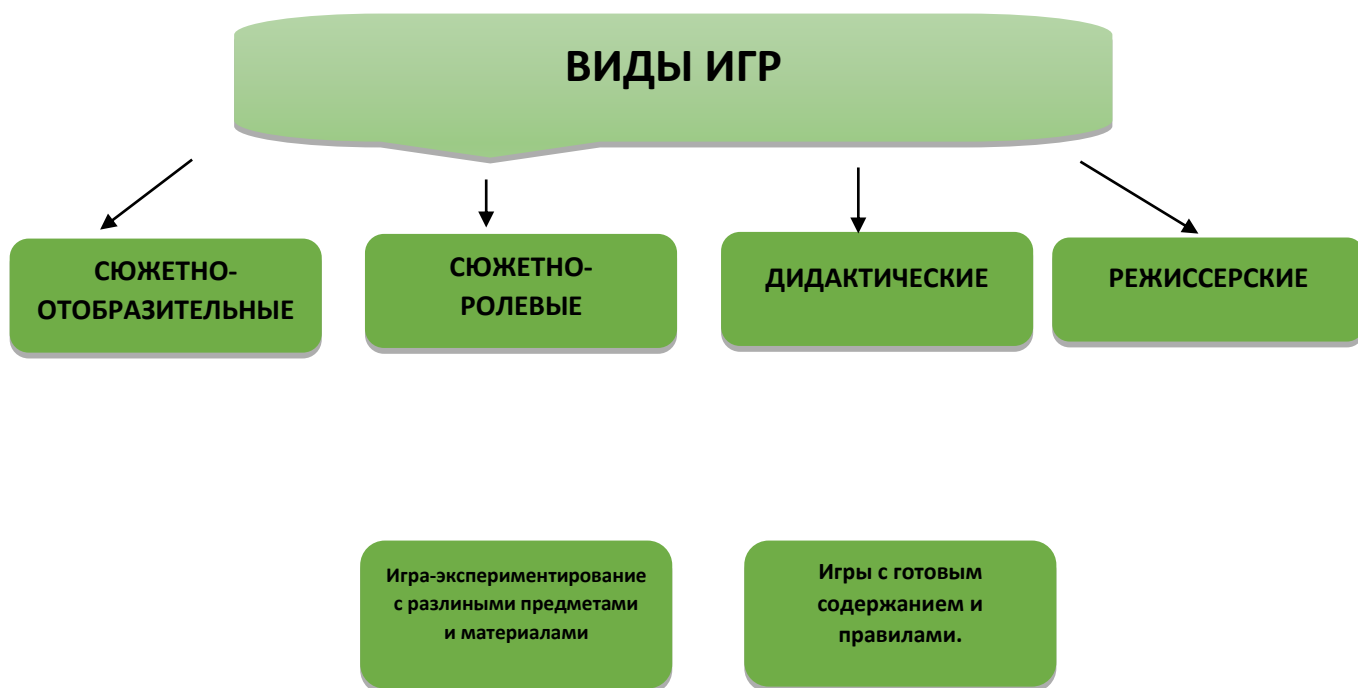 ВИДЫ ИГР
СЮЖЕТНО-
ОТОБРАЗИТЕЛЬНЫЕ
СЮЖЕТНО-
РОЛЕВЫЕ
ДИДАКТИЧЕСКИЕ
РЕЖИССЕРСКИЕ
Игра-экспериментирование
с разлиными предметами
и материалами
Игры с готовым
содержанием и
правилами.